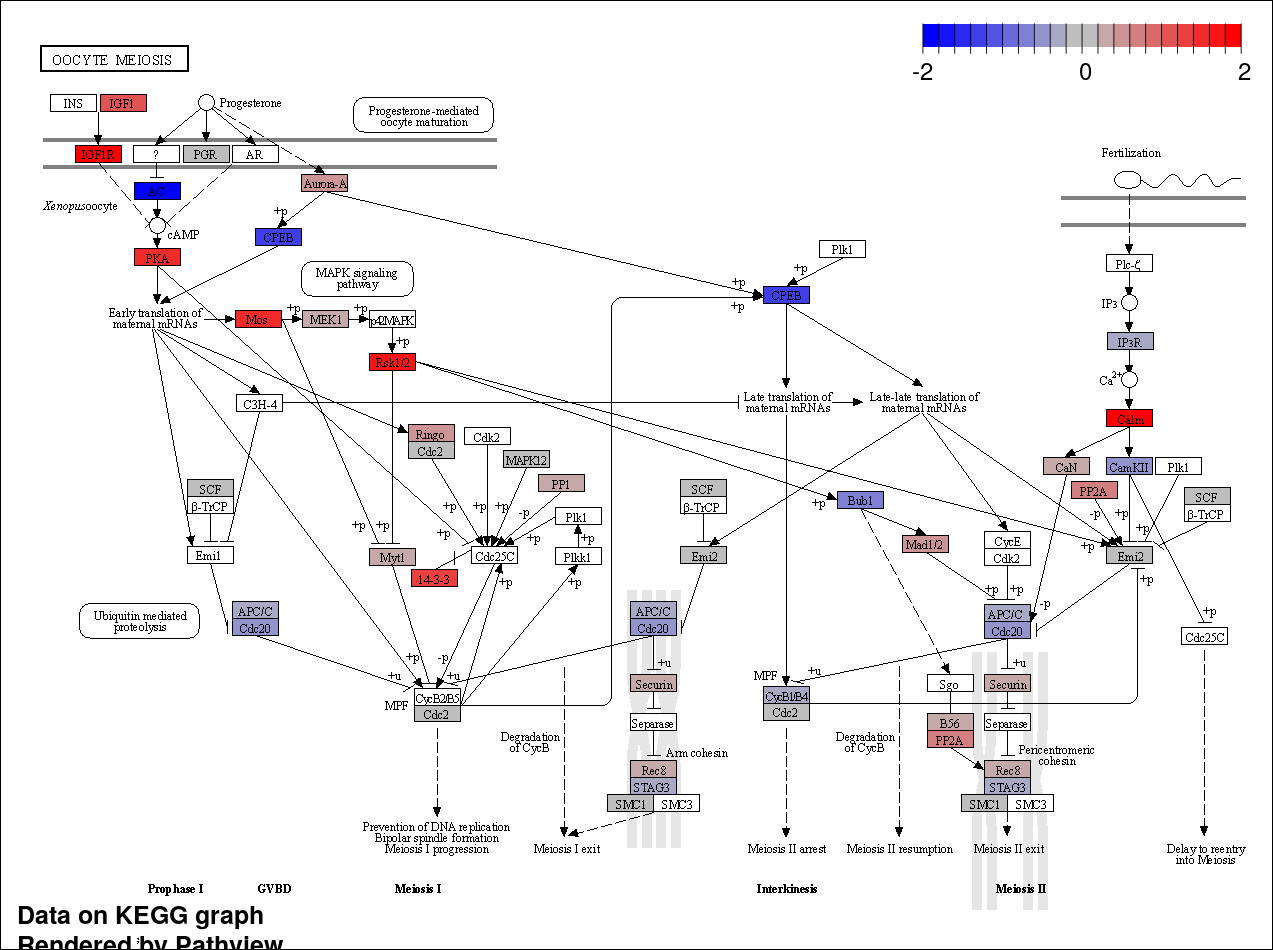 OOCYTE MEIOSIS
-2 0 2
INS IGF1
Progesterone
Progesterone-mediated
oocyte maturation
IGF1R ? PGR AR
Fertilization
Aurora-A
AC
Xenopus oocyte
cAMP
+p
CPEB
PKA
MAPK signaling
pathway
Plk1
+p
Plc-ζ
+p
CPEB
+p
IP3
Early translation of
maternal mRNAs
Mos
+p
MEK1
+p
p42MAPK
+p
Rsk1/2
IP3R
Ca2+
C3H-4
Late translation of
maternal mRNAs
Late-late translation of
maternal mRNAs
Calm
Ringo
Cdc2
Cdk2
MAPK12
PP1
CaN
CamKII
Plk1
SCF
β-TrCP
SCF
β-TrCP
Bub1
+p
PP2A
SCF
β-TrCP
+p
+p
+p
+p
+p
+p
-p
Plk1
+p
+p
-p
+p
+p
+p
Emi1
Myt1
Cdc25C
Plkk1
Emi2
Mad1/2
CycE
Cdk2
Emi2
14-3-3
+p
+p
+p
+p
+p
-p
Ubiquitin mediated
proteolysis
APC/C
Cdc20
APC/C
Cdc20
APC/C
Cdc20
+p
Cdc25C
+p
-p
+u
+u
+u
+u
+u
MPF
CycB2/B5
Cdc2
Securin
MPF
CycB1/B4
Cdc2
Sgo
Securin
Separase
B56
PP2A
Separase
Degradation
of CycB
Arm cohesin
Degradation
of CycB
Pericentromeric
cohesin
Rec8
STAG3
SMC1 SMC3
Rec8
STAG3
SMC1 SMC3
Prevention of DNA replication
Bipolar spindle formation
Meiosis I progression
Meiosis I exit
Meiosis II arrest
Meiosis II resumption
Meiosis II exit
Delay to reentry
into Meiosis
Prophase I GVBD Meiosis I Interkinesis Meiosis II
Data on KEGG graph
Rendered by Pathview